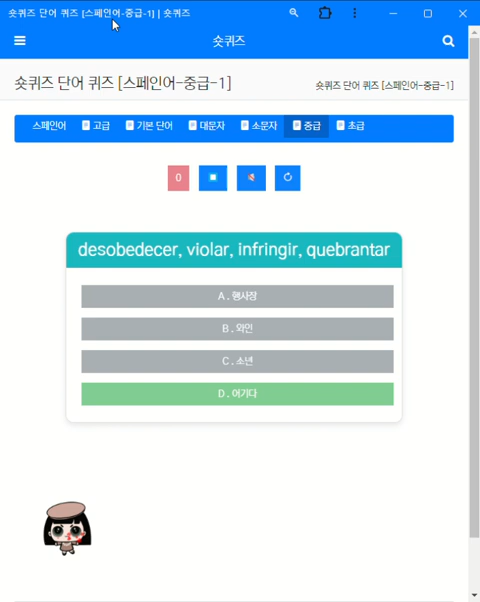 숏퀴즈 단어 퀴즈 [스페인어-중급-1] | 숏퀴즈
숏퀴즈
숏퀴즈 단어 퀴즈 [스페인어-중급-1]
숏퀴즈 단어 퀴즈 [스페인어-중급-1]
스페인어 고급 기본 단어 대문자 소문자 중급 초급
0
desobedecer, violar, infringir, quebrantar
A . 행사장
B . 와인
C . 소년
D . 어기다